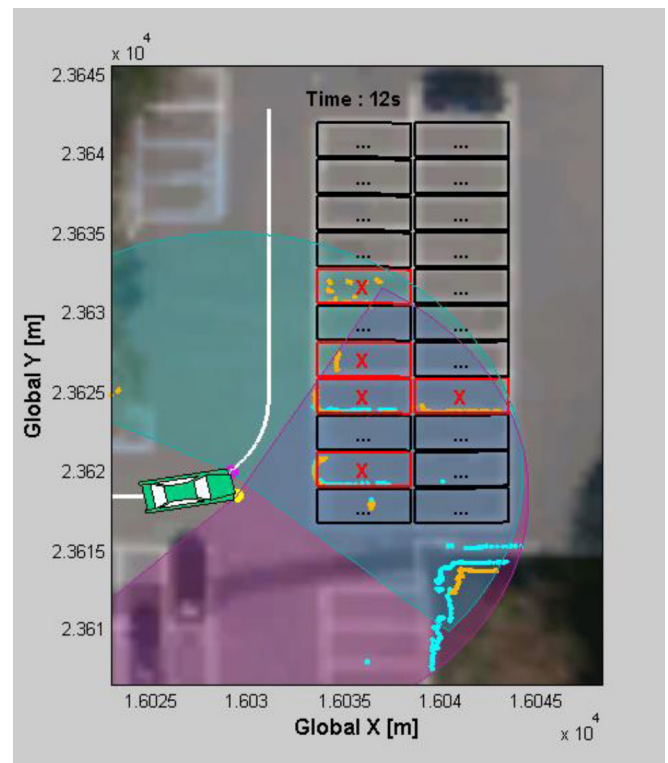 x 10^4
2.3645
Time : 12s
2.364
... ...
... ...
... ...
2.3635
... ...
X ...
2.363
... ...
X ...
2.3625
X X
... ...
2.362
X ...
... ...
2.3615
2.361
Global Y [m]
1.6025 1.603 1.6035 1.604 1.6045
Global X [m]
x 10^4